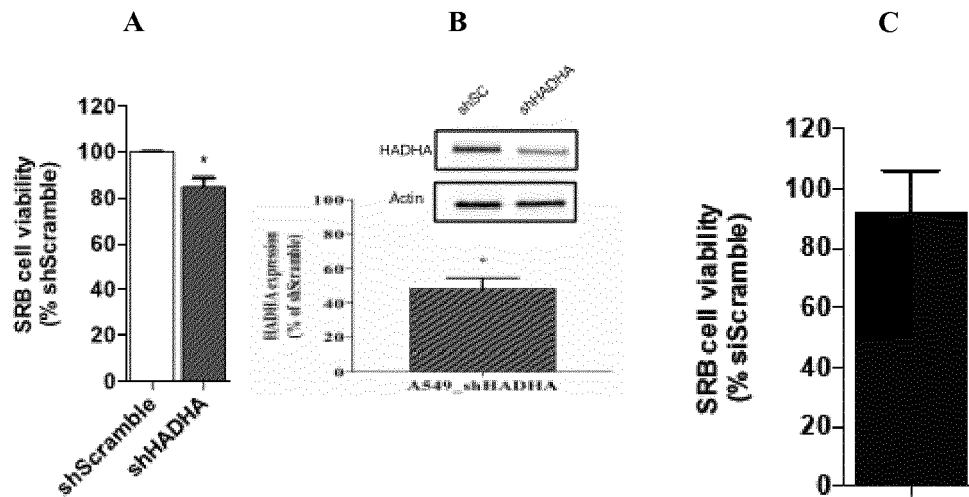 A
B
C
SRB cell viability
(% shScramble)
120
100
80
60
40
20
0
shScramble
shHADHA
*
shSC
shHADHA
HADHA
Actin
HADHA expression
(% of shScramble)
100
80
60
40
20
0
*
A549_shHADHA
SRB cell viability
(% siScramble)
120
100
80
60
40
20
0